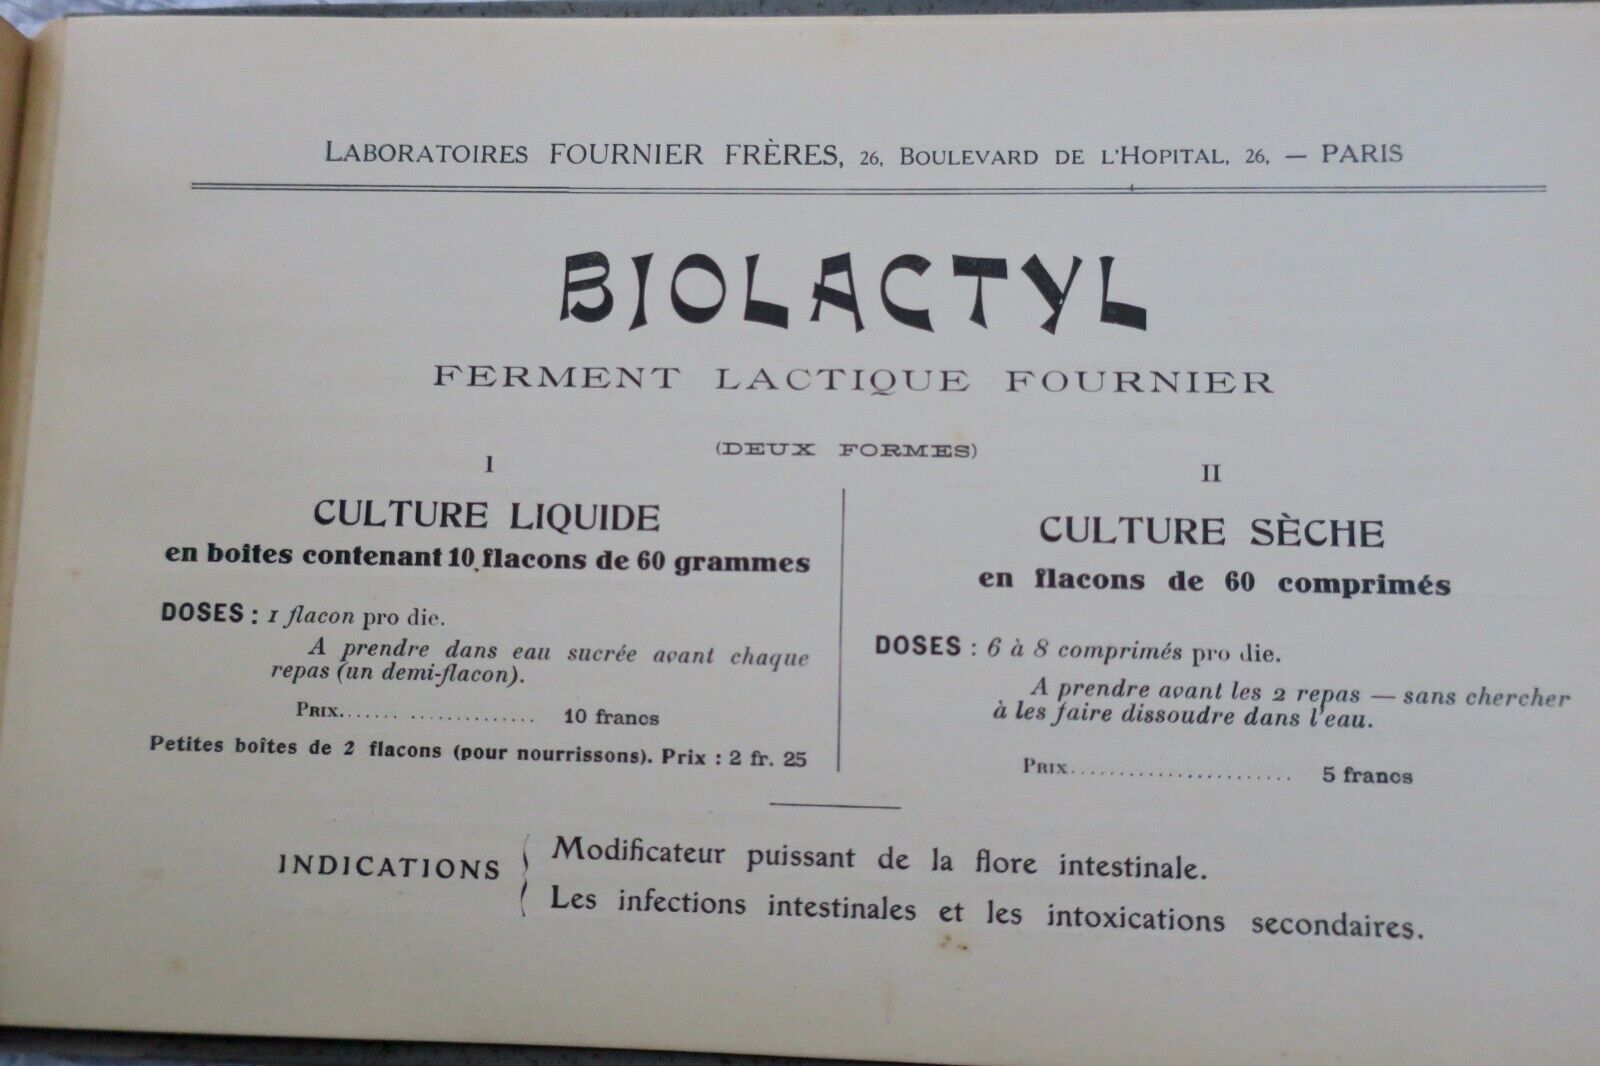 LABORATOIRES FOURNIER FRÈRES, 26, BOULEVARD DE L'HOPITAL, 26, — PARIS
BIOLACTYL
FERMENT LACTIQUE FOURNIER
(DEUX FORMES)
I
CULTURE LIQUIDE
en boîtes contenant 10 flacons de 60 grammes
DOSES : 1 flacon pro die.
A prendre dans eau sucrée avant chaque
repas (un demi-flacon).
PRIX...... ............. 10 francs
Petites boîtes de 2 flacons (pour nourrissons). Prix : 2 fr. 25
II
CULTURE SÈCHE
en flacons de 60 comprimés
DOSES : 6 à 8 comprimés pro die.
A prendre avant les 2 repas — sans chercher
à les faire dissoudre dans l'eau.
PRIX........................ 5 francs
INDICATIONS
Modificateur puissant de la flore intestinale.
Les infections intestinales et les intoxications secondaires.